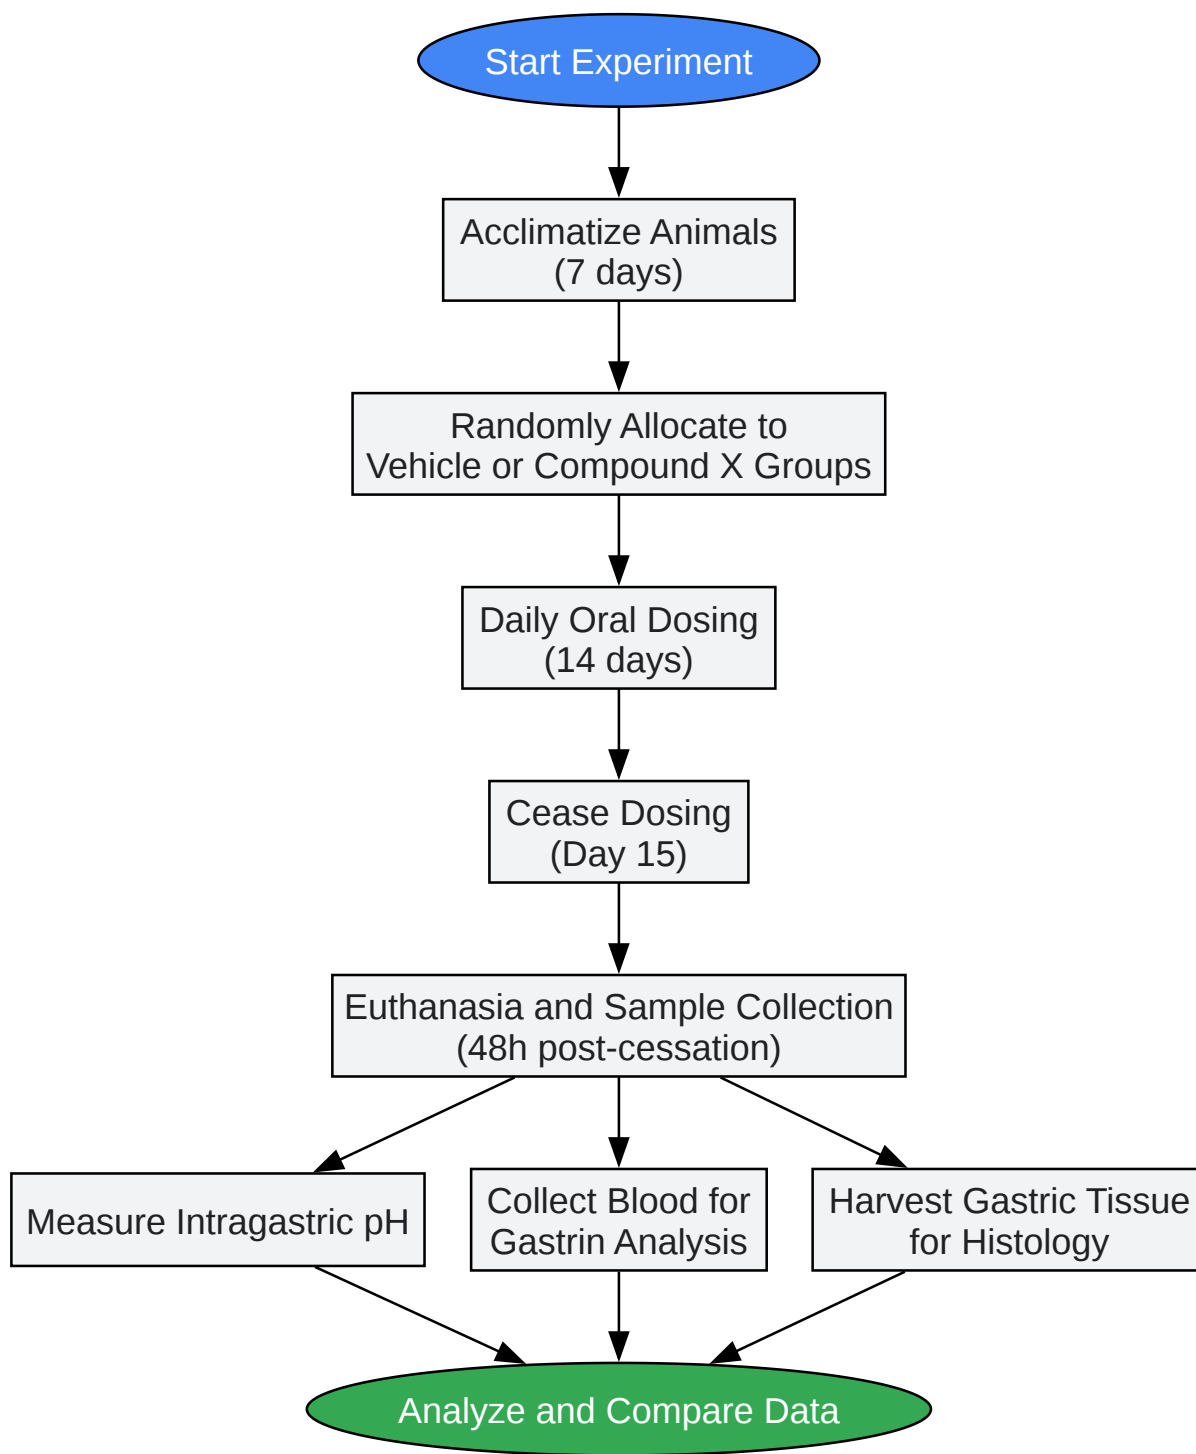 Start Experiment
Acclimatize Animals
(7 days)
Randomly Allocate to
Vehicle or Compound X Groups
Daily Oral Dosing
(14 days)
Cease Dosing
(Day 15)
Euthanasia and Sample Collection
(48h post-cessation)
Measure Intragastric pH
Collect Blood for
Gastrin Analysis
Harvest Gastric Tissue
for Histology
Analyze and Compare Data